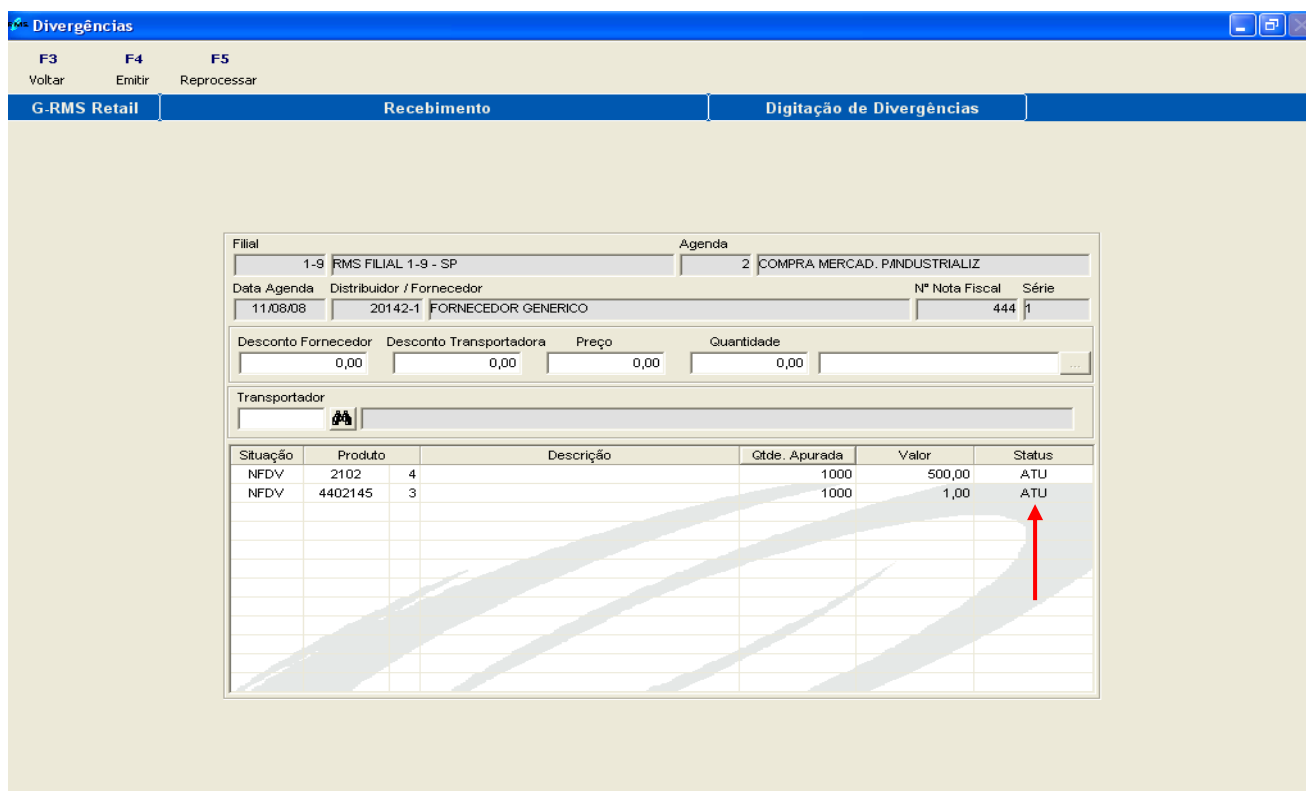 RMS Divergências
F3 F4 F5
Voltar Emitir Reprocessar
G-RMS Retail Recebimento Digitação de Divergências
Filial Agenda
1-9 RMS FILIAL 1-9 - SP 2 COMPRA MERCAD. P/INDUSTRIALIZ
Data Agenda Distribuidor / Fornecedor Nª Nota Fiscal Série
11/08/08 20142-1 FORNECEDOR GENERICO 444 1
Desconto Fornecedor Desconto Transportadora Preço Quantidade
0,00 0,00 0,00 0,00 ...
Transportador
Situação Produto Descrição Qtde. Apurada Valor Status
NFDV 2102 4 1000 500,00 ATU
NFDV 4402145 3 1000 1,00 ATU